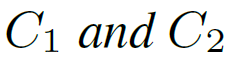 C₁ and C₂